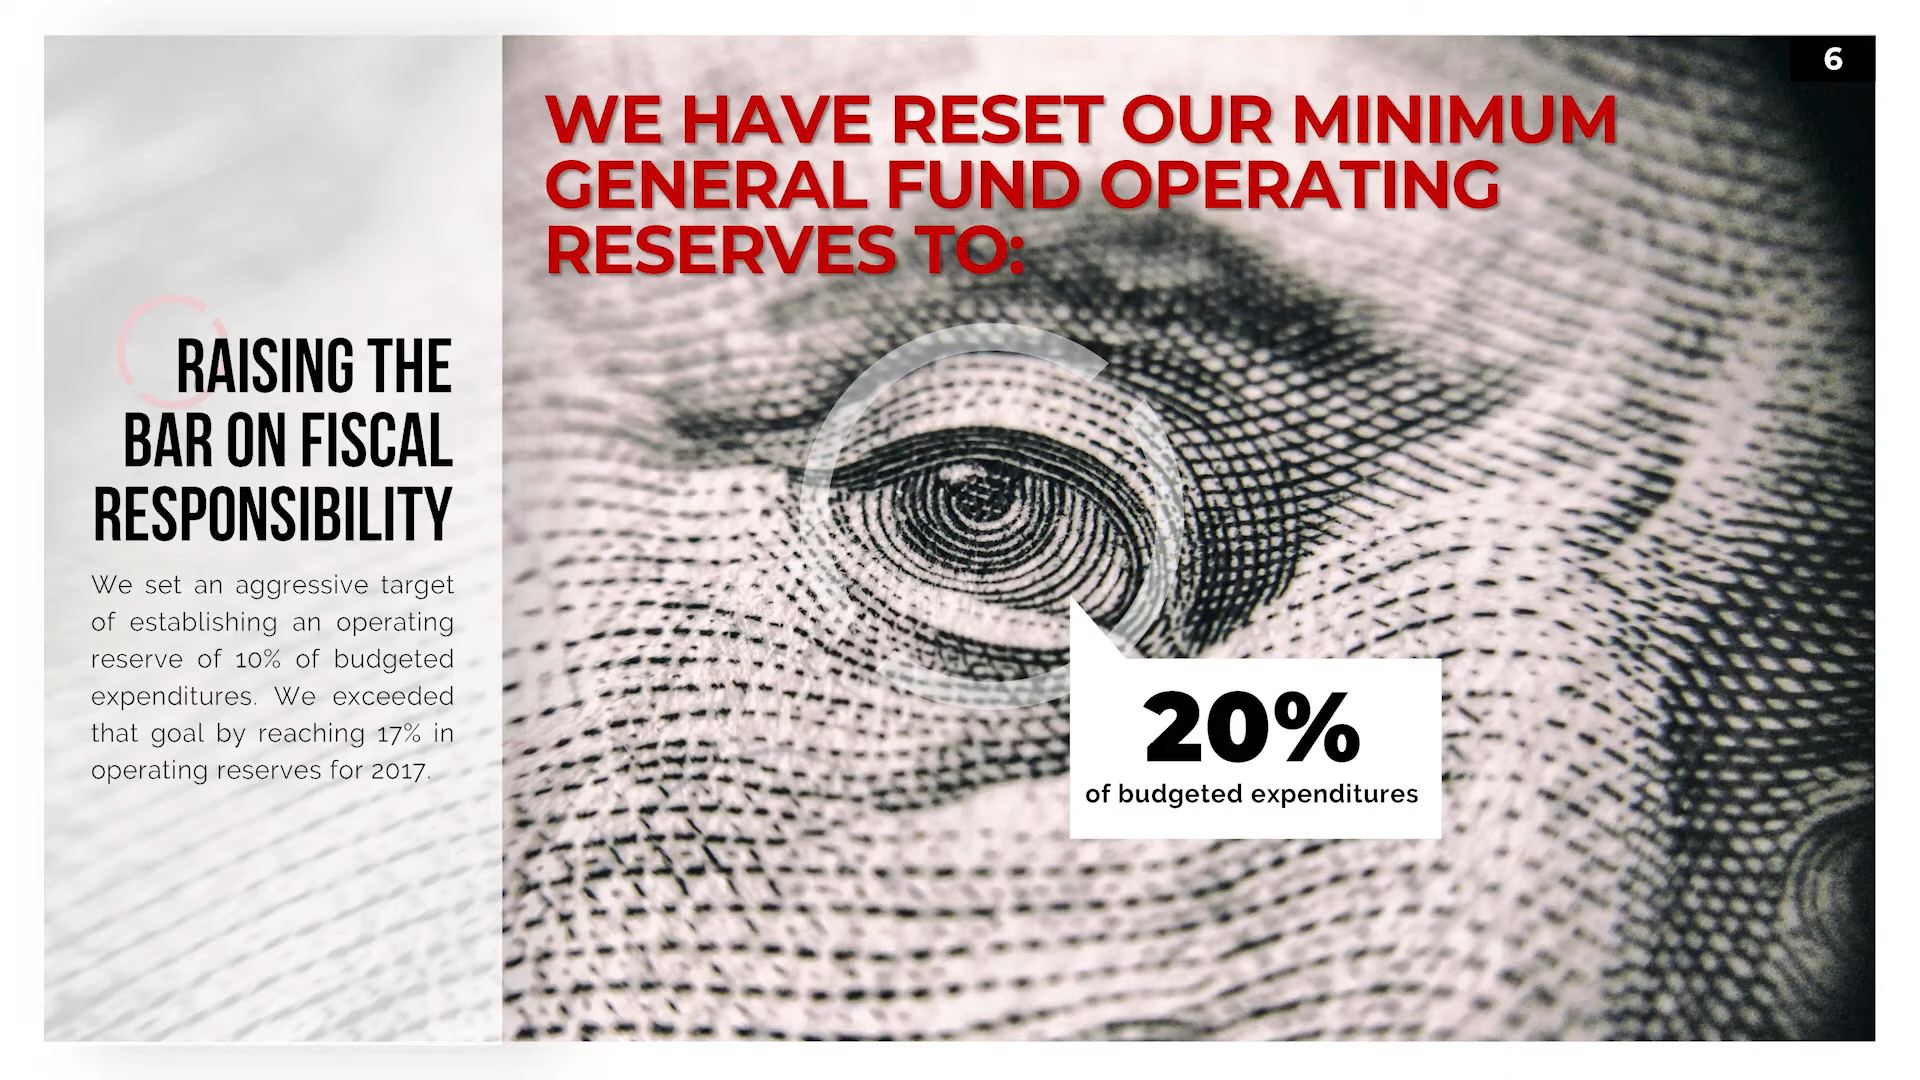 6
WE HAVE RESET OUR MINIMUM
GENERAL FUND OPERATING
RESERVES TO:
RAISING THE
BAR ON FISCAL
RESPONSIBILITY
We set an aggressive target
of establishing an operating
reserve of 10% of budgeted
expenditures. We exceeded
that goal by reaching 17% in
operating reserves for 2017.
20%
of budgeted expenditures